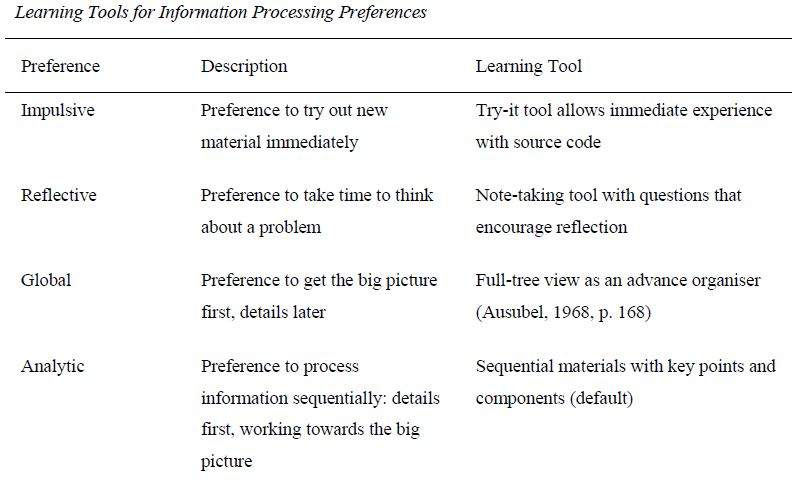 Learning Tools for Information Processing Preferences
Preference Description Learning Tool
Impulsive Preference to try out new Try-it tool allows immediate experience
material immediately with source code
Reflective Preference to take time to think Note-taking tool with questions that
about a problem encourage reflection
Global Preference to get the big picture Full-tree view as an advance organiser
first, details later (Ausubel, 1968, p. 168)
Analytic Preference to process Sequential materials with key points and
information sequentially: details components (default)
first, working towards the big
picture